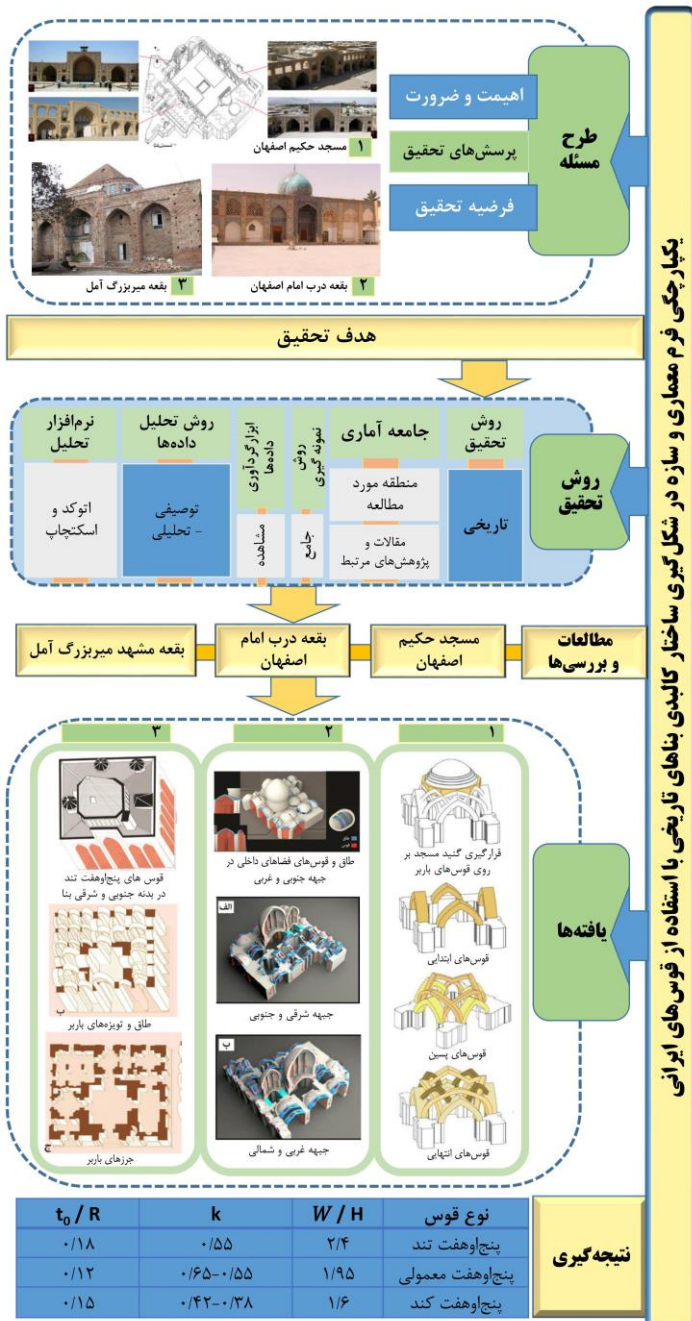 یکپارچگی فرم معماری و سازه در شکل‌گیری ساختار کالبدی بناهای تاریخی با استفاده از قوس‌های ایرانی
طرح
مسئله
اهیمت و ضرورت
پرسش‌های تحقیق
فرضیه تحقیق
۱ مسجد حکیم اصفهان
۲ بقعه درب امام اصفهان
۳ بقعه میربزرگ آمل
هدف تحقیق
روش
تحقیق
روش
تحقیق
تاریخی
جامعه آماری
منطقه مورد
مطالعه
مقالات و
پژوهش‌های مرتبط
روش
نمونه گیری
جامع
ابزارگردآوری
داده‌ها
مشاهده
روش تحلیل
داده‌ها
توصیفی
- تحلیلی
نرم‌افزار
تحلیل
اتوکد و
اسکتچاپ
مطالعات
و بررسی‌ها
مسجد حکیم
اصفهان
بقعه درب امام
اصفهان
بقعه مشهد میربزرگ آمل
یافته‌ها
۱
قرارگیری گنبد مسجد بر
روی قوس‌های باربر
قوس‌های ابتدایی
قوس‌های پسین
قوس‌های انتهایی
۲
طاق
قوس
طاق و قوس‌های فضاهای داخلی در
جبهه جنوبی و غربی
الف
جبهه شرقی و جنوبی
ب
جبهه غربی و شمالی
۳
قوس های پنج‌اوهفت تند
در بدنه جنوبی و شرقی بنا
ب
طاق و تویزه‌های باربر
ج
جرزهای باربر
نتیجه‌گیری
نوع قوس W / H k t₀ / R
پنج‌اوهفت تند ۲/۴ ۰/۵۵ ۰/۱۸
پنج‌اوهفت معمولی ۱/۹۵ ۰/۶۵-۰/۵۵ ۰/۱۲
پنج‌اوهفت کند ۱/۶ ۰/۴۲-۰/۳۸ ۰/۱۵